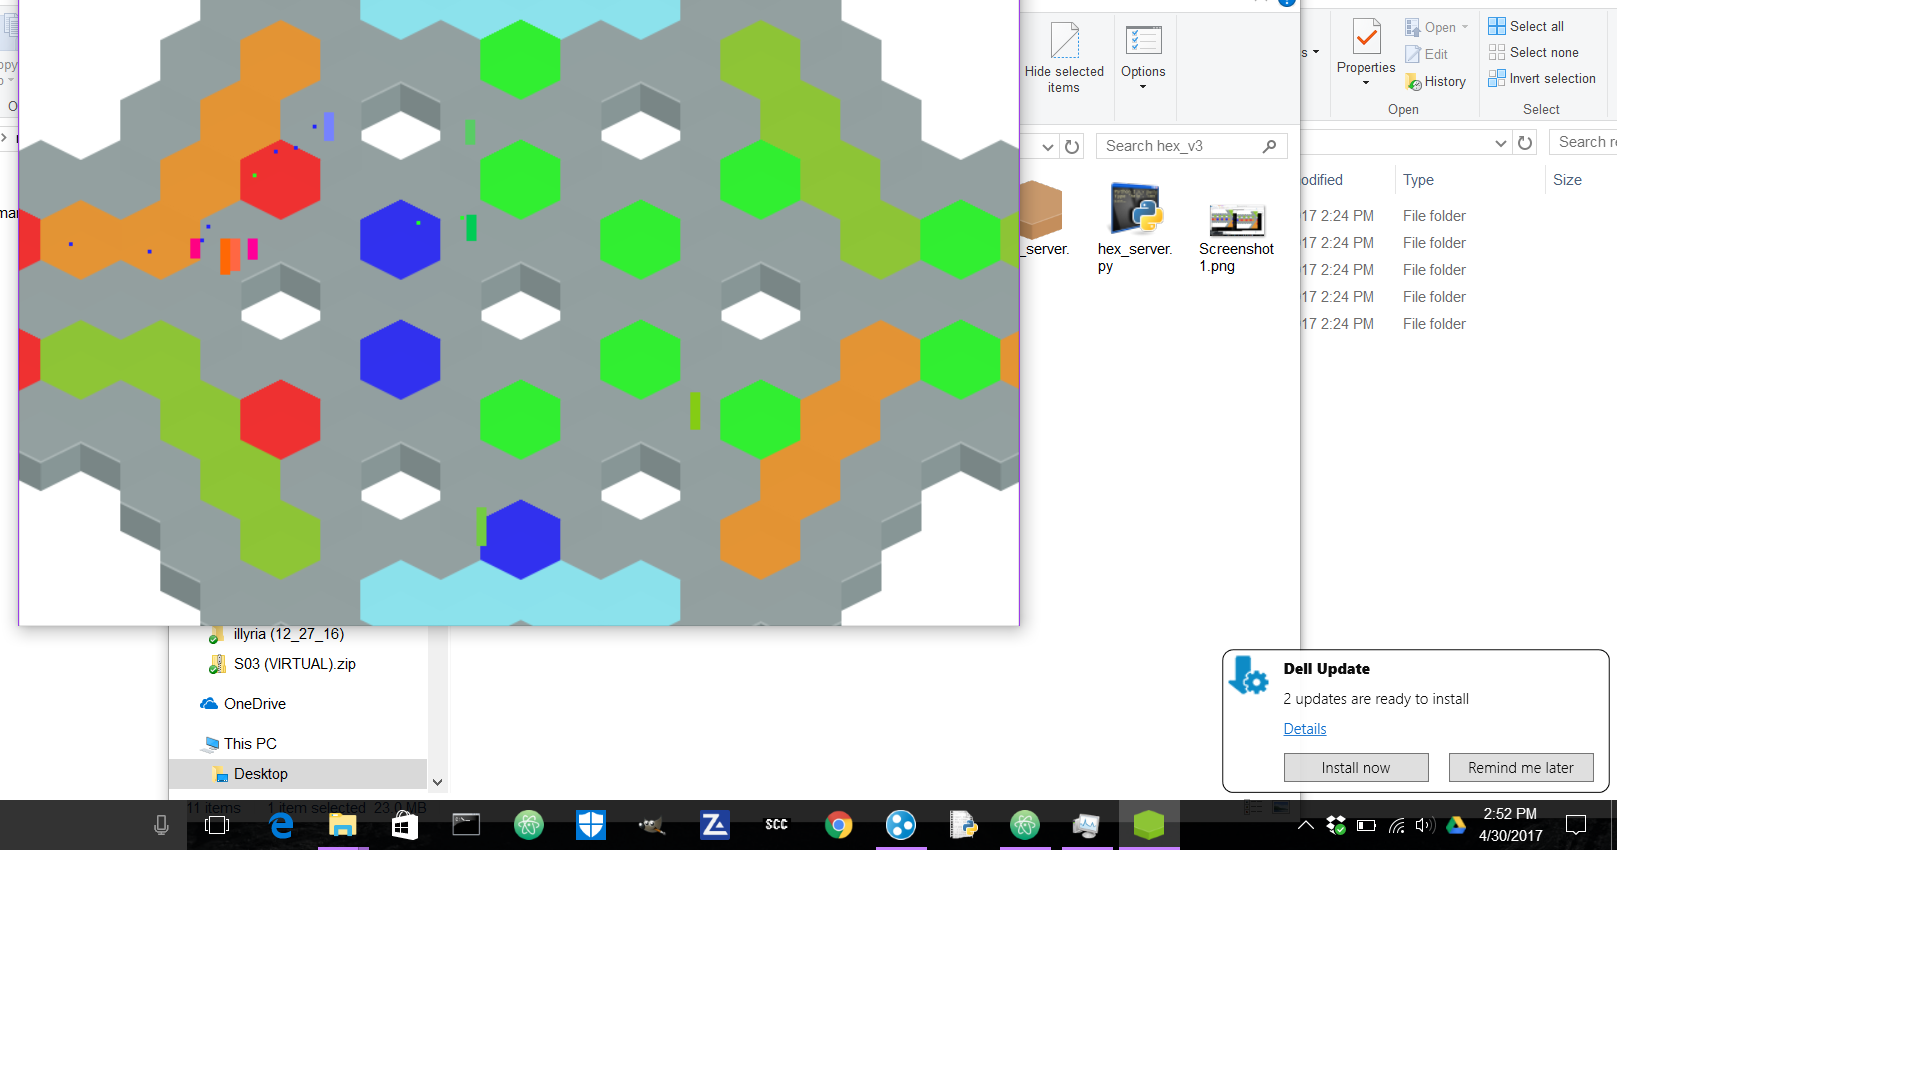 Hide selected
items
Options
Properties
Open
Edit
History
Open
Select all
Select none
Invert selection
Select
Search hex_v3
Type
Size
17 2:24 PM File folder
17 2:24 PM File folder
17 2:24 PM File folder
17 2:24 PM File folder
17 2:24 PM File folder
_server.
hex_server.
py
Screenshot
1.png
illyria (12_27_16)
S03 (VIRTUAL).zip
OneDrive
This PC
Desktop
11 items 1 item selected 23.0 MB
Dell Update
2 updates are ready to install
Details
Install now
Remind me later
SCC
2:52 PM
4/30/2017